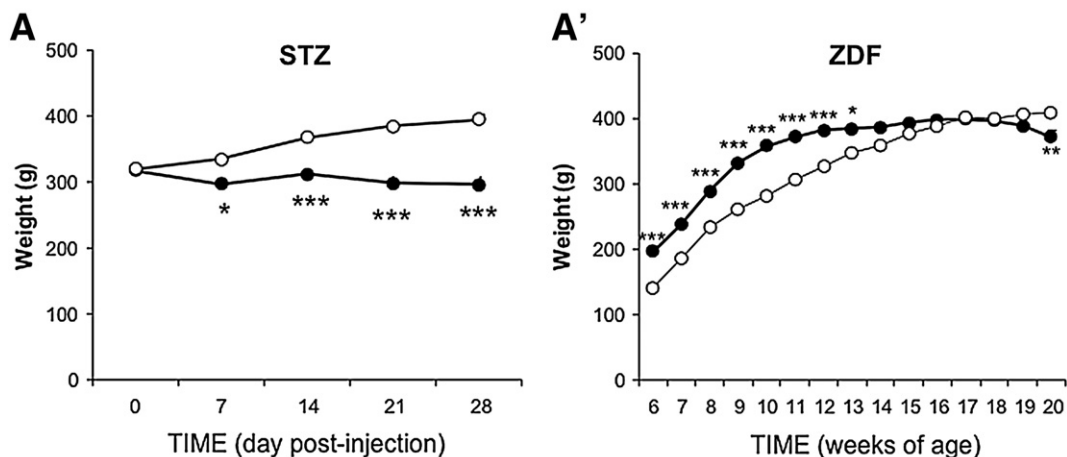 A
STZ
500
400
300
200
100
0
Weight (g)
*
***
***
***
0 7 14 21 28
TIME (day post-injection)
A’
ZDF
500
400
300
200
100
0
Weight (g)
***
***
***
***
***
***
***
*
**
6 7 8 9 10 11 12 13 14 15 16 17 18 19 20
TIME (weeks of age)